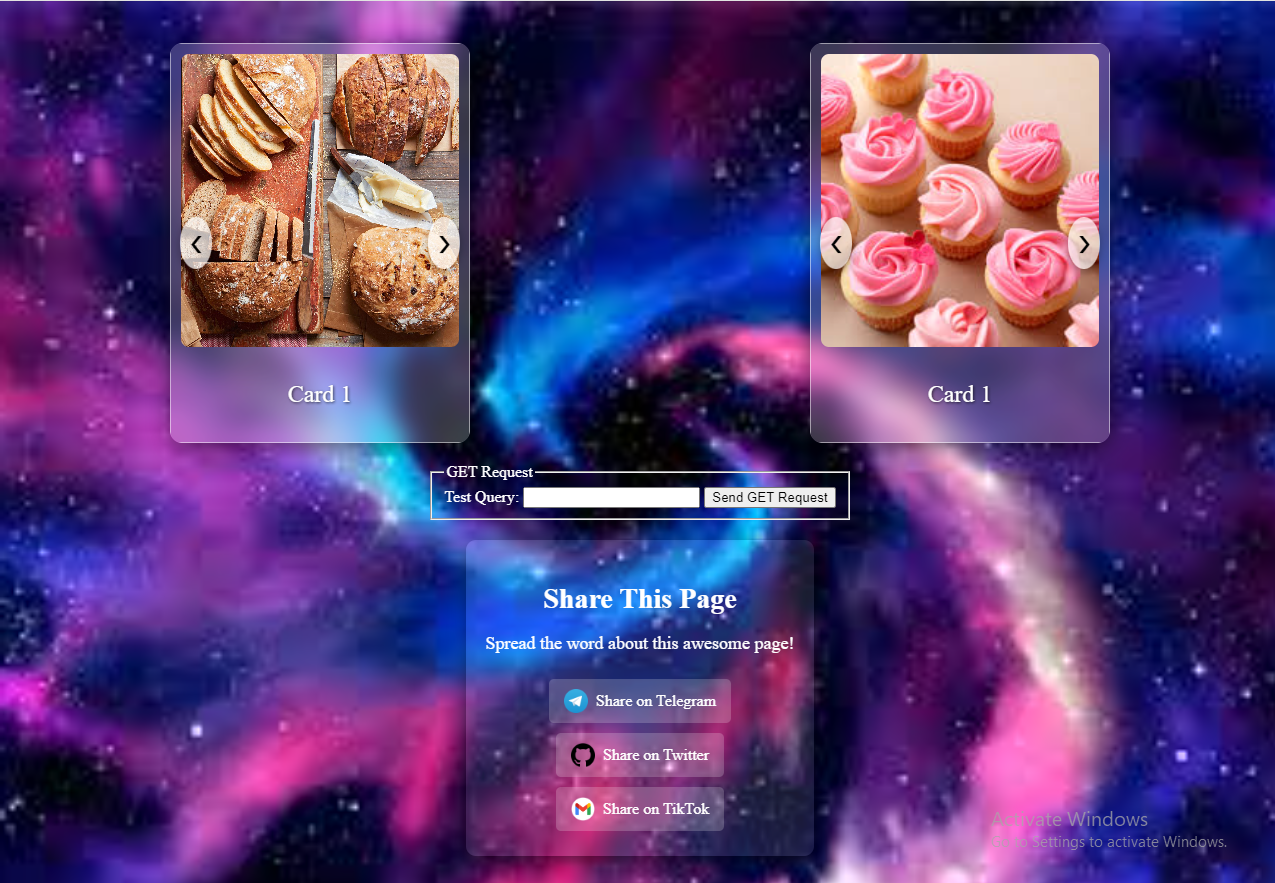 Card 1
Card 1
GET Request
Test Query:
Send GET Request
Share This Page
Spread the word about this awesome page!
Share on Telegram
Share on Twitter
Share on TikTok
Activate Windows
Go to Settings to activate Windows.